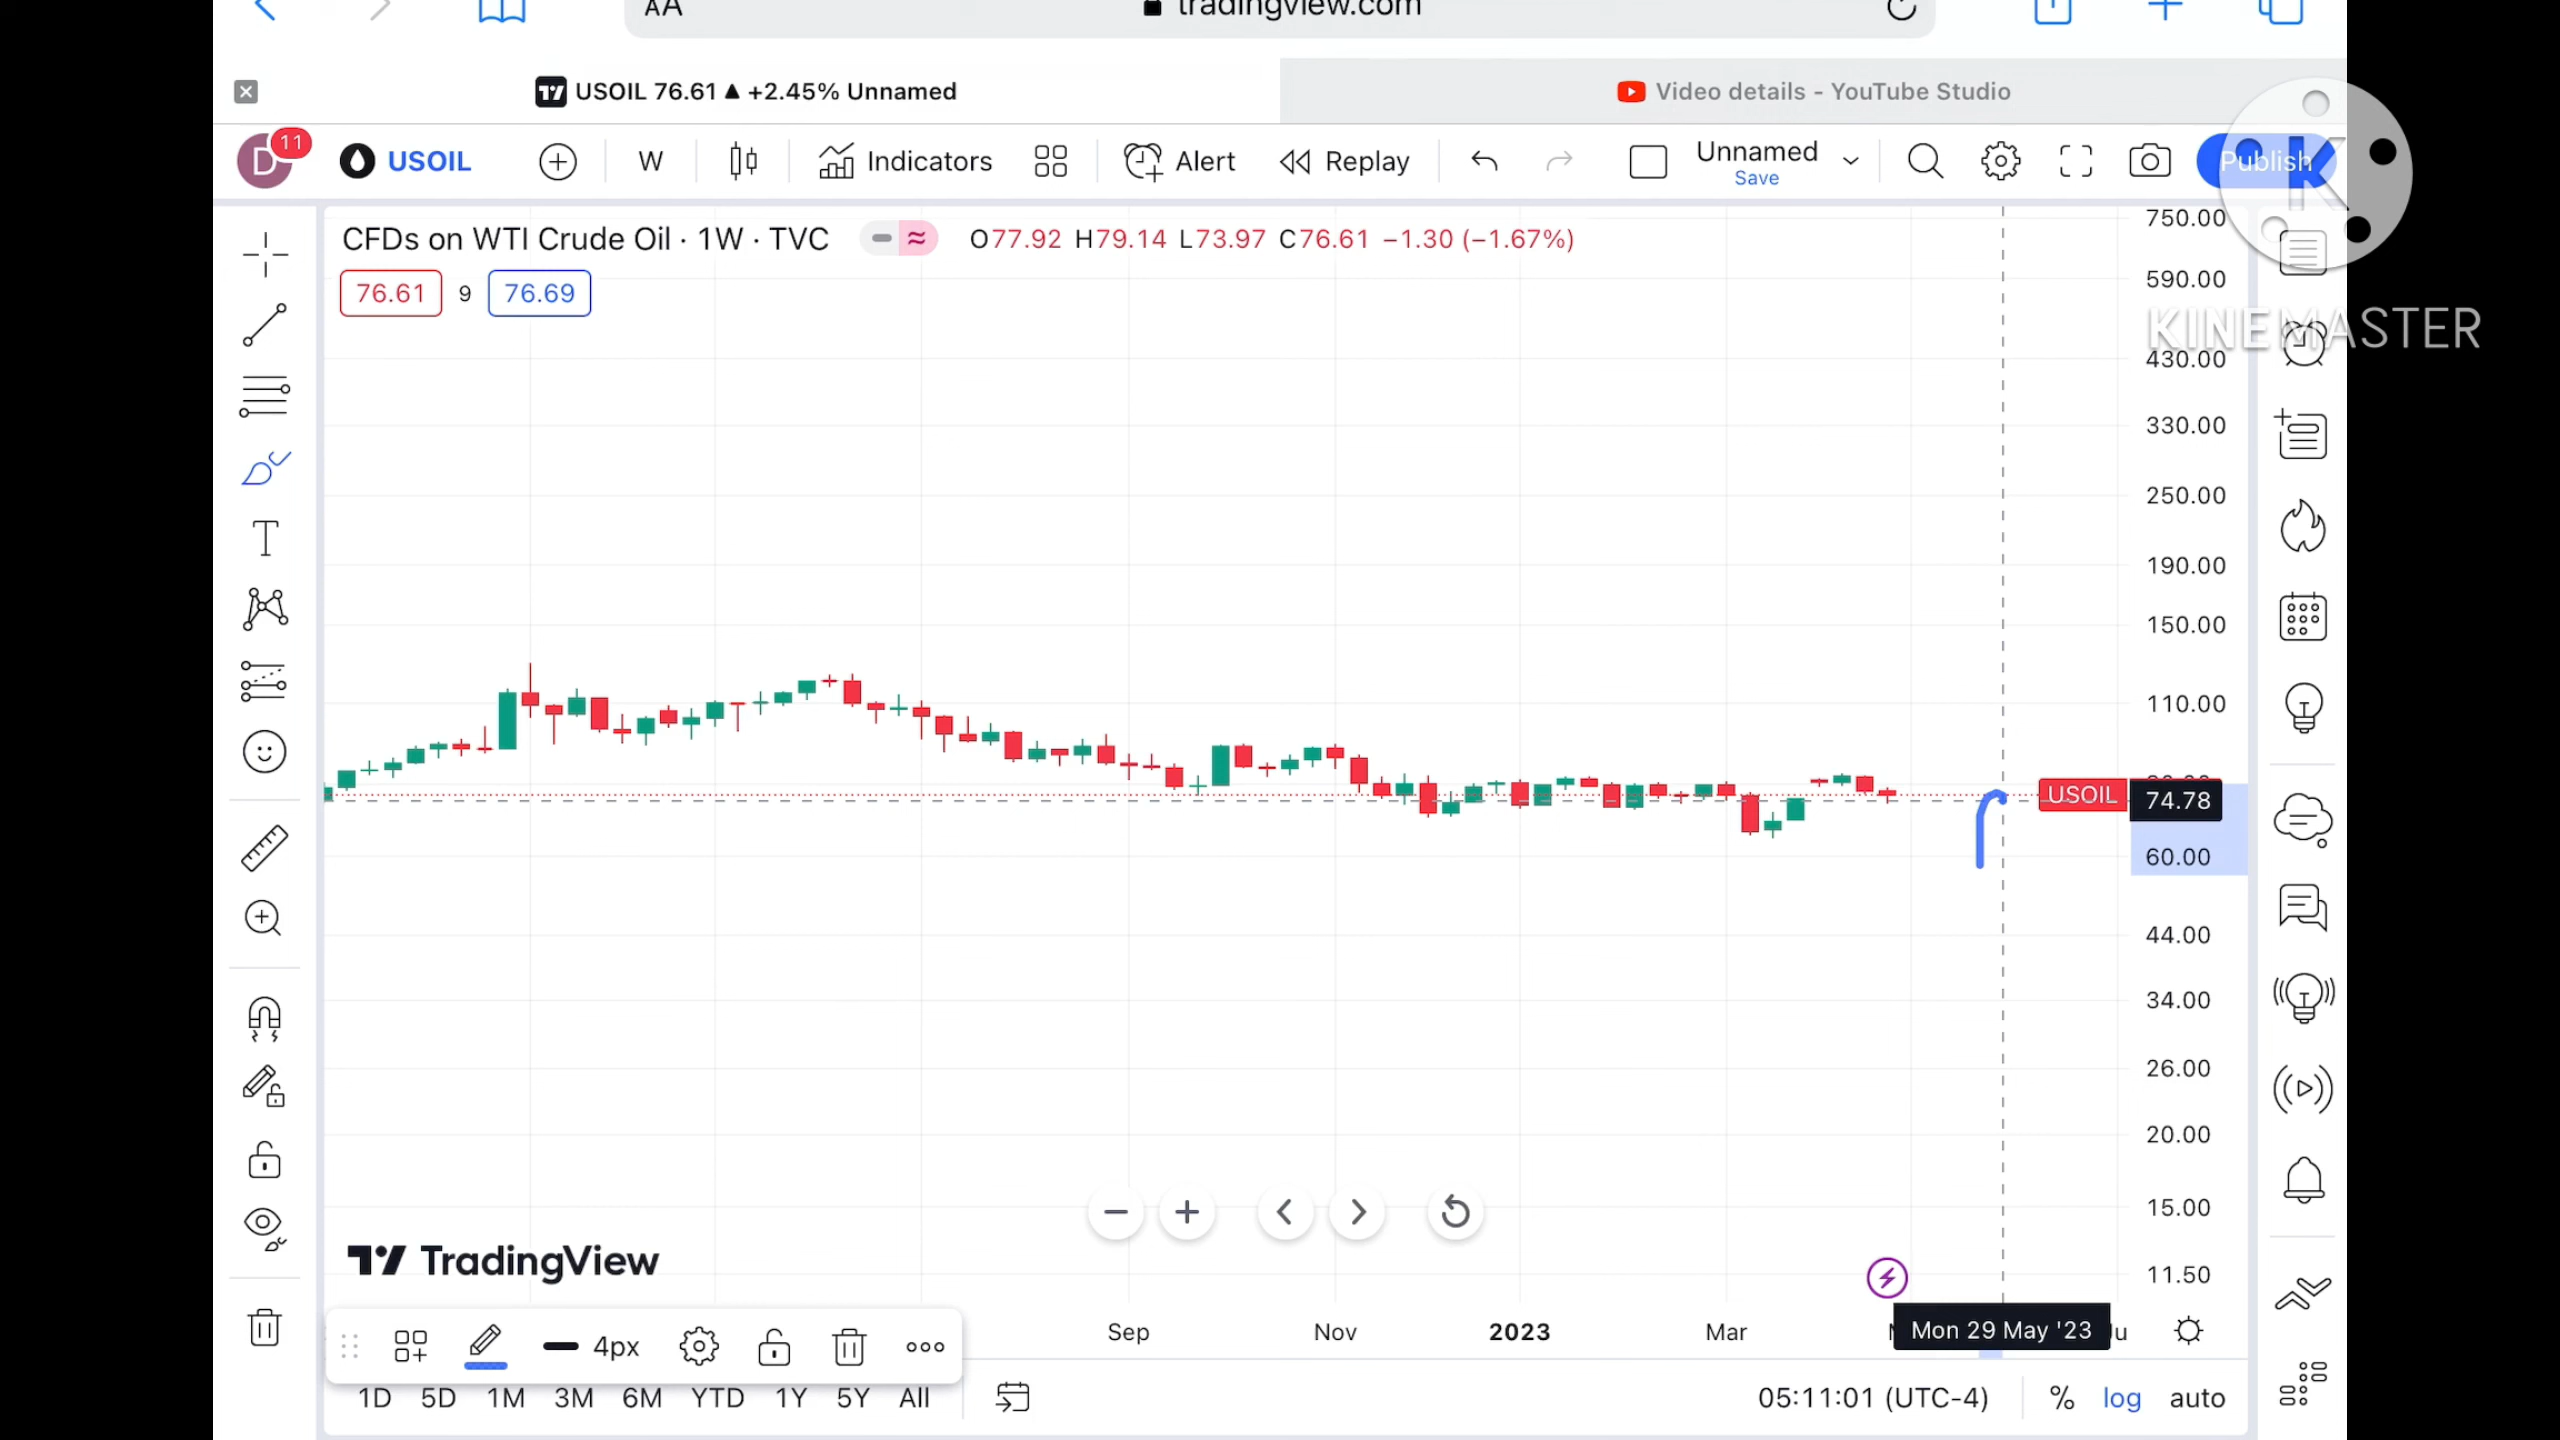 AA tradingview.com
USOIL 76.61 ▲ +2.45% Unnamed
Video details - YouTube Studio
D 11 USOIL W Indicators Alert Replay Unnamed Save Publish
CFDs on WTI Crude Oil · 1W · TVC O77.92 H79.14 L73.97 C76.61 −1.30 (−1.67%)
76.61 9 76.69
KINEMASTER
750.00
590.00
430.00
330.00
250.00
190.00
150.00
110.00
USOIL 74.78
60.00
44.00
34.00
26.00
20.00
15.00
11.50
TradingView
Sep Nov 2023 Mar Mon 29 May '23
4px
1D 5D 1M 3M 6M YTD 1Y 5Y All 05:11:01 (UTC-4) % log auto